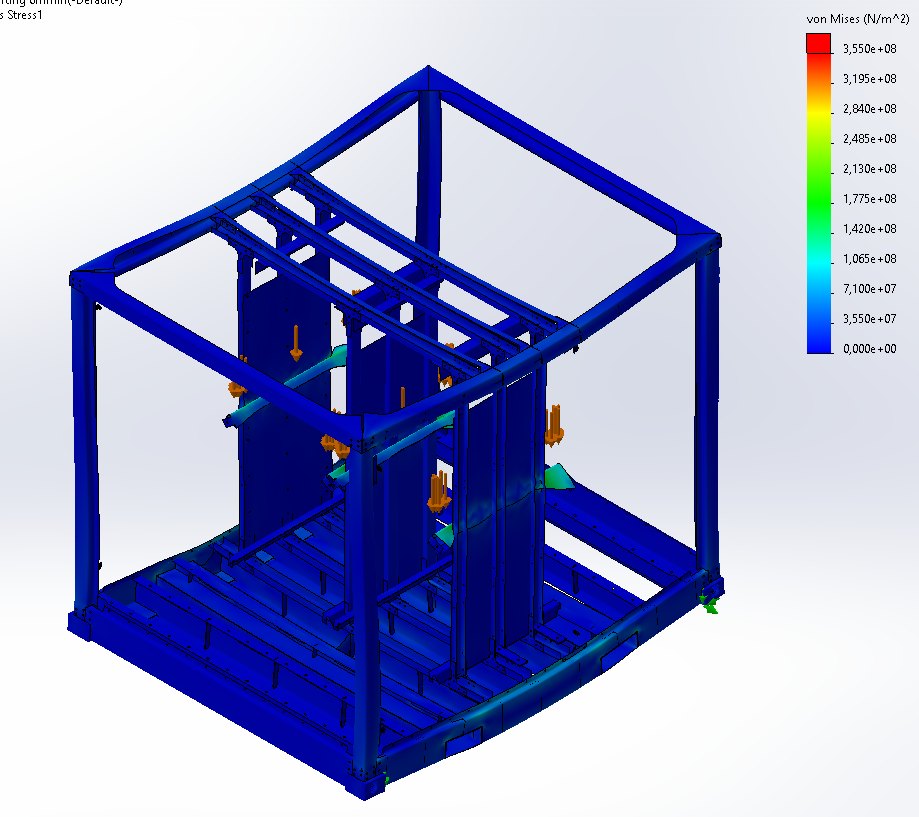 s Stress1
von Mises (N/m^2)
3,550e+08
3,195e+08
2,840e+08
2,485e+08
2,130e+08
1,775e+08
1,420e+08
1,065e+08
7,100e+07
3,550e+07
0,000e+00